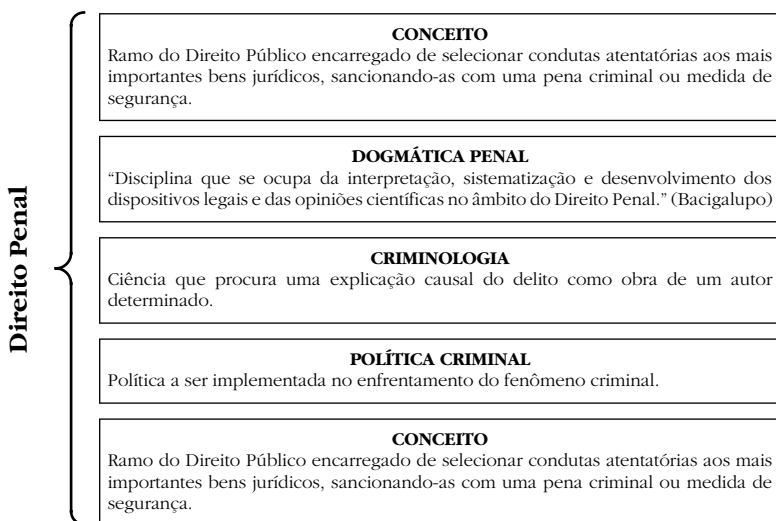 Direito Penal
CONCEITO
Ramo do Direito Público encarregado de selecionar condutas atentatórias aos mais
importantes bens jurídicos, sancionando-as com uma pena criminal ou medida de
segurança.
DOGMÁTICA PENAL
“Disciplina que se ocupa da interpretação, sistematização e desenvolvimento dos
dispositivos legais e das opiniões científicas no âmbito do Direito Penal.” (Bacigalupo)
CRIMINOLOGIA
Ciência que procura uma explicação causal do delito como obra de um autor
determinado.
POLÍTICA CRIMINAL
Política a ser implementada no enfrentamento do fenômeno criminal.
CONCEITO
Ramo do Direito Público encarregado de selecionar condutas atentatórias aos mais
importantes bens jurídicos, sancionando-as com uma pena criminal ou medida de
segurança.